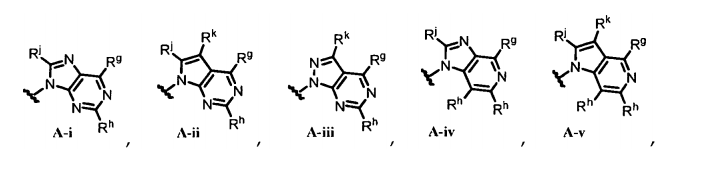 Rj N Rg
N N
N
Rh
A-i ,
Rk
Rj Rg
N N
N
Rh
A-ii ,
Rk
Rg
N
N N
N
Rh
A-iii ,
Rj N Rg
N N
Rh Rh
A-iv ,
Rk
Rj Rg
N N
Rh Rh
A-v ,